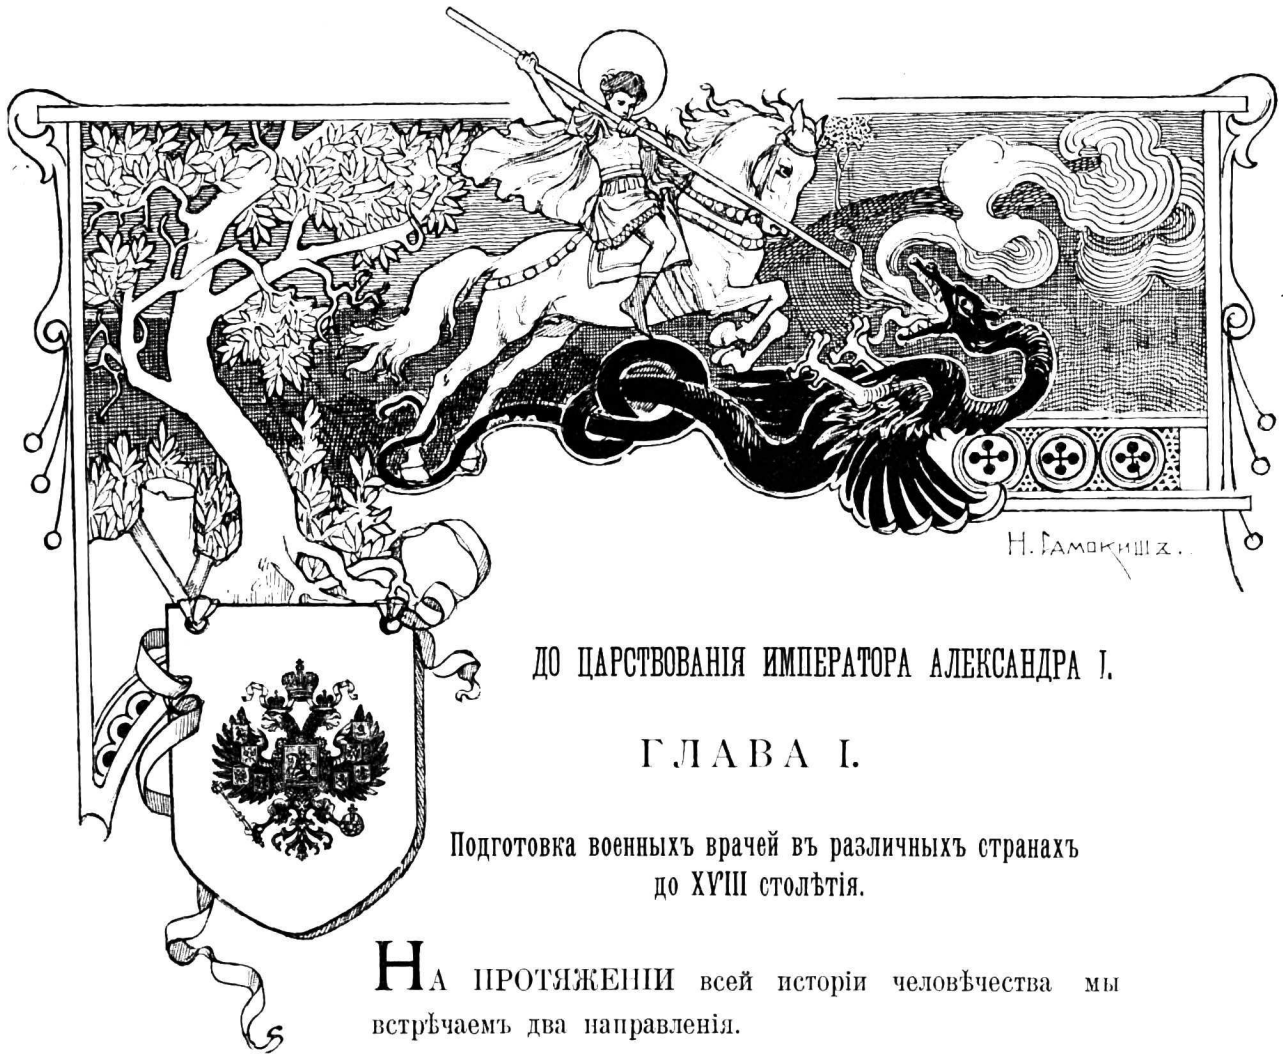 Н. Самокишъ.
ДО ЦАРСТВОВАНІЯ ИМПЕРАТОРА АЛЕКСАНДРА I.
ГЛАВА I.
Подготовка военныхъ врачей въ различныхъ странахъ
до XVIII столѣтія.
НА ПРОТЯЖЕНІИ всей исторіи человѣчества мы
встрѣчаемъ два направленія.